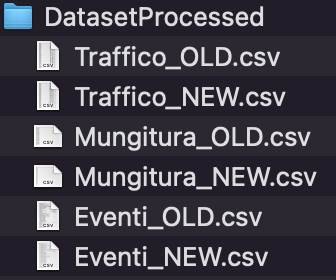 DatasetProcessed
Traffico_OLD.csv
Traffico_NEW.csv
Mungitura_OLD.csv
Mungitura_NEW.csv
Eventi_OLD.csv
Eventi_NEW.csv